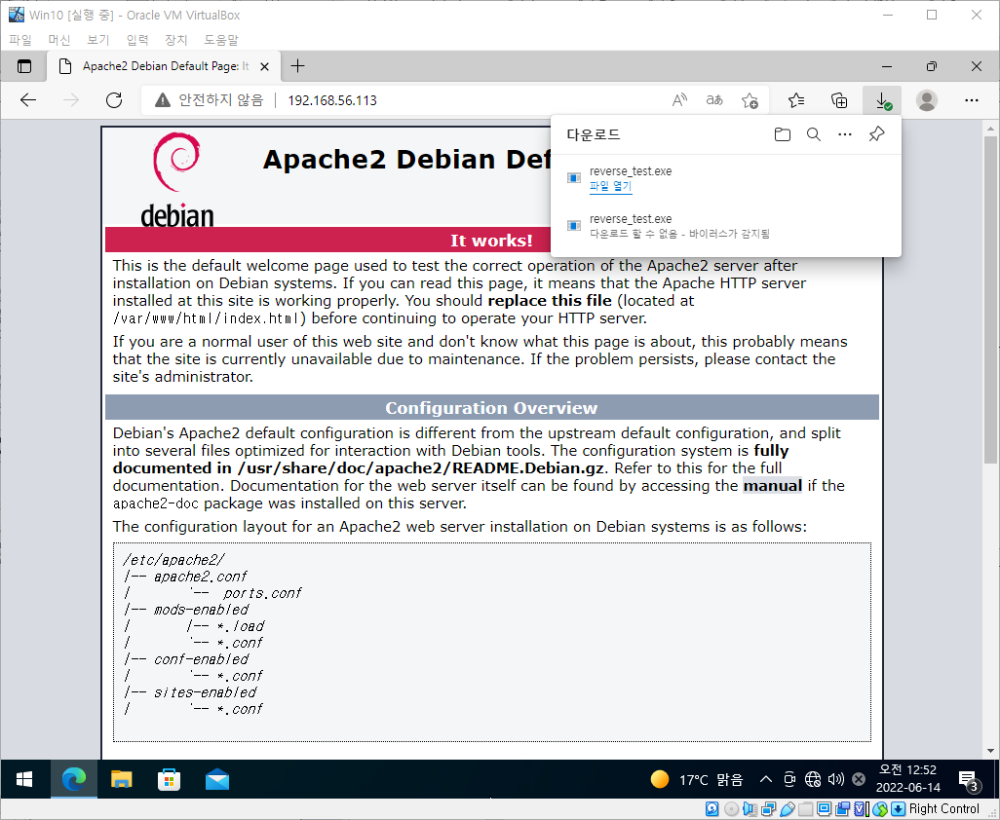 Win10 [실행 중] - Oracle VM VirtualBox
파일 머신 보기 입력 장치 도움말
Apache2 Debian Default Page: It
안전하지 않음 192.168.56.113
다운로드
reverse_test.exe
파일 열기
reverse_test.exe
다운로드 할 수 없음 - 바이러스가 감지됨
debian
Apache2 Debian Def
It works!
This is the default welcome page used to test the correct operation of the Apache2 server after
installation on Debian systems. If you can read this page, it means that the Apache HTTP server
installed at this site is working properly. You should replace this file (located at
/var/www/html/index.html) before continuing to operate your HTTP server.
If you are a normal user of this web site and don't know what this page is about, this probably means
that the site is currently unavailable due to maintenance. If the problem persists, please contact the
site's administrator.
Configuration Overview
Debian's Apache2 default configuration is different from the upstream default configuration, and split
into several files optimized for interaction with Debian tools. The configuration system is fully
documented in /usr/share/doc/apache2/README.Debian.gz. Refer to this for the full
documentation. Documentation for the web server itself can be found by accessing the manual if the
apache2-doc package was installed on this server.
The configuration layout for an Apache2 web server installation on Debian systems is as follows:
/etc/apache2/
|-- apache2.conf
|       `--  ports.conf
|-- mods-enabled
|       |-- *.load
|       `-- *.conf
|-- conf-enabled
|       `-- *.conf
|-- sites-enabled
|       `-- *.conf
17°C 맑음
오전 12:52
2022-06-14
3
Right Control